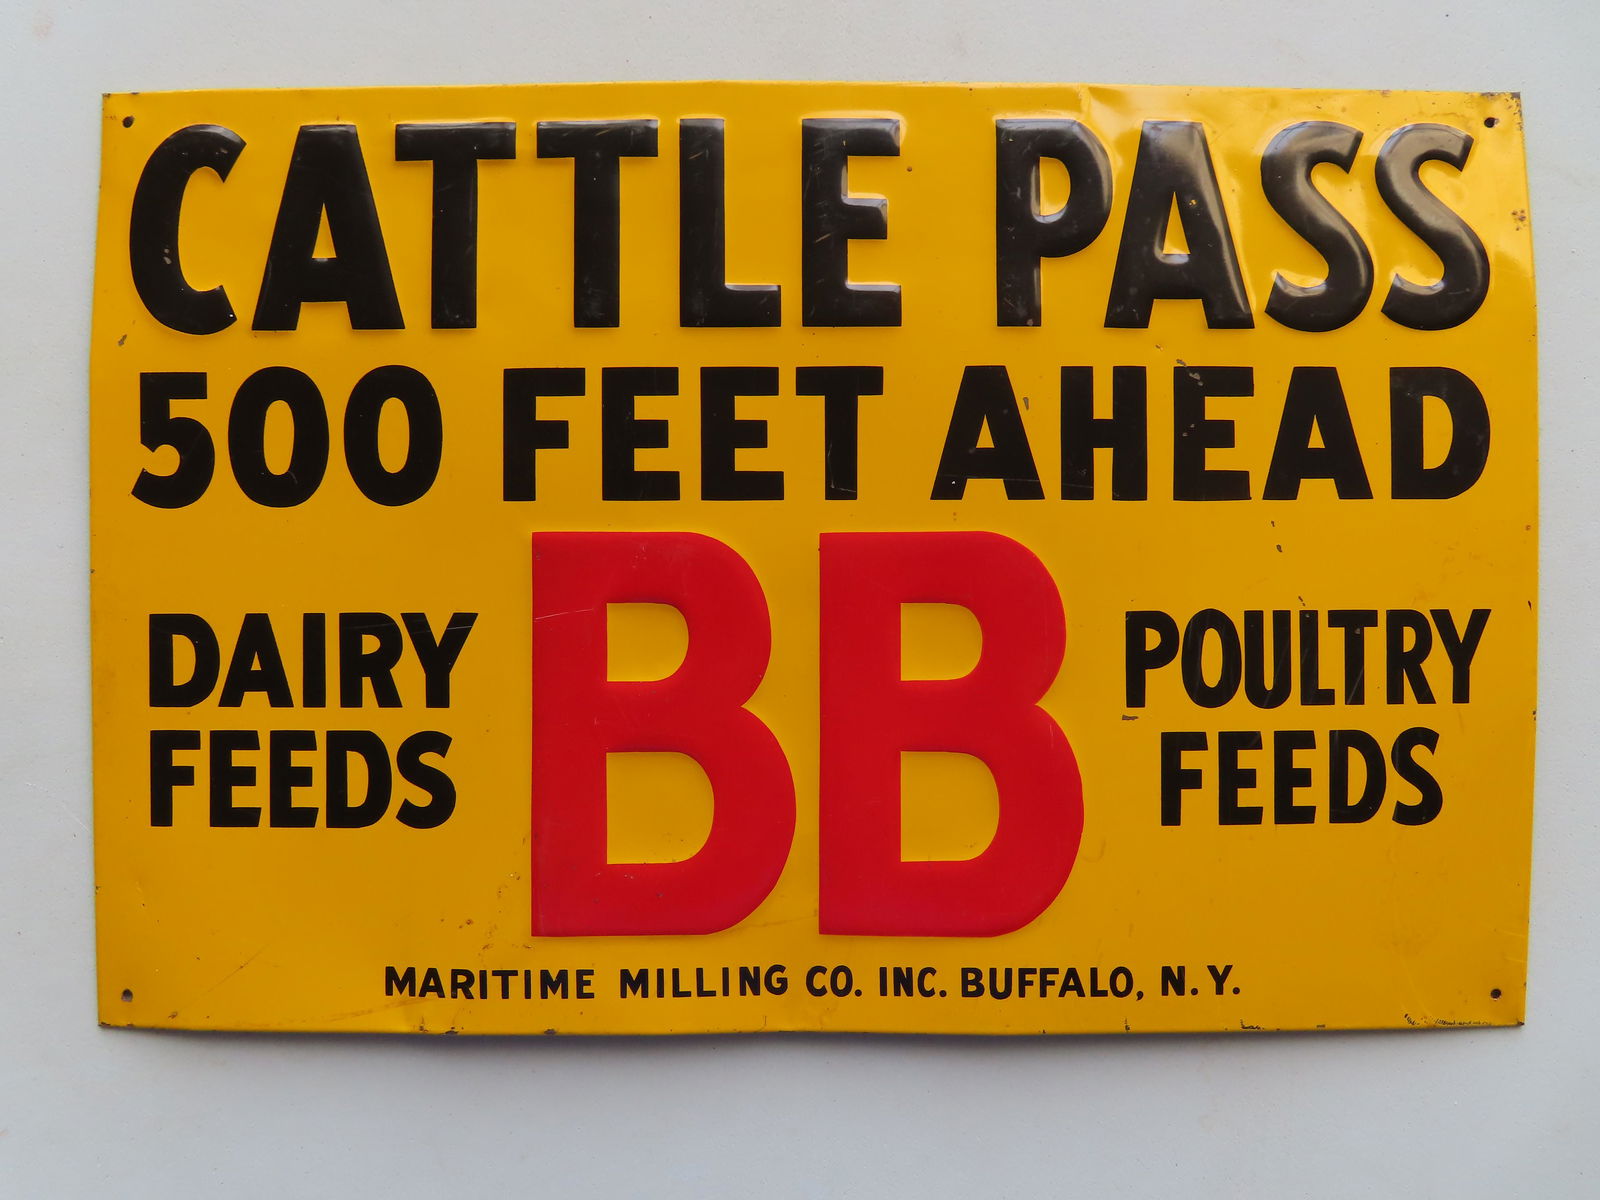 CATTLE PASS
500 FEET AHEAD
DAIRY
FEEDS
BB
POULTRY
FEEDS
MARITIME MILLING CO. INC. BUFFALO, N. Y.